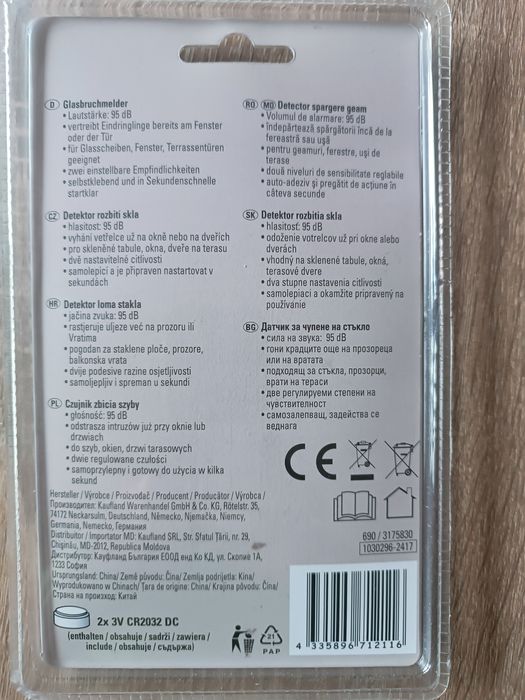 D Glasbruchmelder
• Lautstärke: 95 dB
• vertreibt Eindringlinge bereits am Fenster
oder der Tür
• für Glasscheiben, Fenster, Terrassentüren
geeignet
• zwei einstellbare Empfindlichkeiten
• selbstklebend und in Sekundenschnelle
startklar
CZ Detektor rozbití skla
• hlasitost: 95 dB
• vyhání vetřelce už na okně nebo na dveřích
• pro skleněné tabule, okna, dveře na terasu
• dvě nastavitelné citlivosti
• samolepicí a je připraven nastartovat v
sekundách
HR Detektor loma stakla
• jačina zvuka: 95 dB
• rastjeruje uljeze već na prozoru ili
Vratima
• pogodan za staklene ploče, prozore,
balkonska vrata
• dvije podesive razine osjetljivosti
• samoljepljiv i spreman u sekundi
PL Czujnik zbicia szyby
• głośność: 95 dB
• odstrasza intruzów już przy oknie lub
drzwiach
• do szyb, okien, drzwi tarasowych
• dwie regulowane czułości
• samoprzylepny i gotowy do użycia w kilka
sekund
RO MD Detector spargere geam
• Volumul de alarmare: 95 dB
• îndepărtează spărgătorii încă de la
fereastră sau ușă
• pentru geamuri, ferestre, uși de
terase
• două niveluri de sensibilitate reglabile
• auto-adeziv și pregătit de acțiune în
câteva secunde
SK Detektor rozbitia skla
• hlasitosť: 95 dB
• odoženie votrelcov už pri okne alebo
dverách
• vhodný na sklenené tabule, okná,
terasové dvere
• dva stupne nastavenia citlivosti
• samolepiaci a okamžite pripravený na
používanie
BG Датчик за чупене на стъкло
• сила на звука: 95 dB
• гони крадците още на прозореца
или на вратата
• подходящ за стъкла, прозорци,
врати на тераси
• две регулируеми степени на
чувствителност
• самозалепващ, задейства се
веднага
CE
Hersteller / Výrobce / Proizvođač / Producent / Producător / Výrobca /
Производител: Kaufland Warenhandel GmbH & Co. KG, Rötelstr. 35,
74172 Neckarsulm, Deutschland, Německo, Njemačka, Niemcy,
Germania, Nemecko, Германия
Distribuitor / Importator MD: Kaufland SRL, Str. Sfatul Țării, nr. 29,
Chișinău, MD-2012, Republica Moldova
Дистрибутор: Кауфланд България ЕООД енд Ко КД, ул. Скопие 1А,
1233 София
Ursprungsland: China/ Země původu: Čína/ Zemlja podrijetla: Kina/
Wyprodukowano w Chinach/ Țara de origine: China/ Krajina pôvodu: Čína/
Страна на произход: Китай
690 / 3175830
1030296-2417
2x 3V CR2032 DC
(enthalten / obsahuje / sadrži / zawiera /
include / obsahuje / съдържа)
21
PAP
4 335896 712116